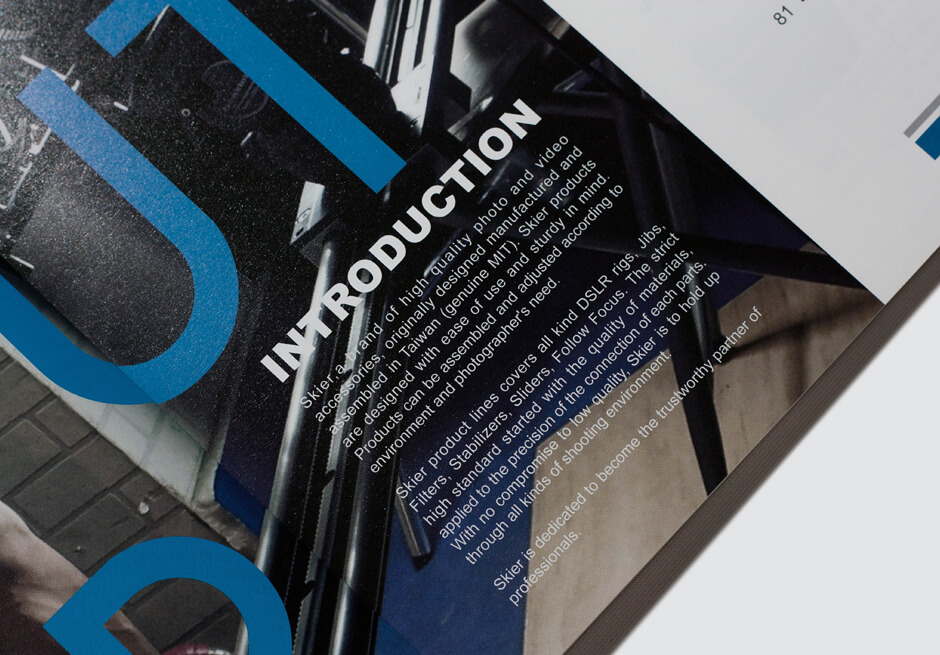 UT
R
81
INTRODUCTION
Skier, a brand of high quality photo and video
accessories, originally designed manufactured and
assembled in Taiwan (genuine MIT). Skier products
are designed with ease of use and sturdy in mind.
Products can be assembled and adjusted according to
environment and photographer's need.
Skier product lines covers all kind DSLR rigs, Jibs,
Filters, Stabilizers, Sliders, Follow Focus. The strict
high standard started with the quality of materials
applied to the precision of the connection of each parts.
With no compromise to low quality, Skier is to hold up
through all kinds of shooting environment.
Skier is dedicated to become the trustworthy partner of
professionals.